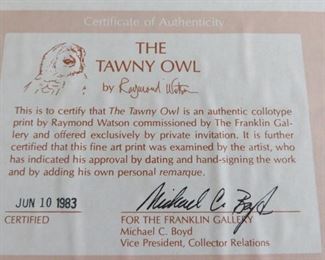 Certificate of Authenticity
THE
TAWNY OWL
by Raymond Watson
This is to certify that The Tawny Owl is an authentic collotype
print by Raymond Watson commissioned by The Franklin Gal-
lery and offered exclusively by private invitation. It is further
certified that this fine art print was examined by the artist, who
has indicated his approval by dating and hand-signing the work
and by adding his own personal remarque.
JUN 10 1983
Michael C. Boyd
CERTIFIED
FOR THE FRANKLIN GALLERY
Michael C. Boyd
Vice President, Collector Relations